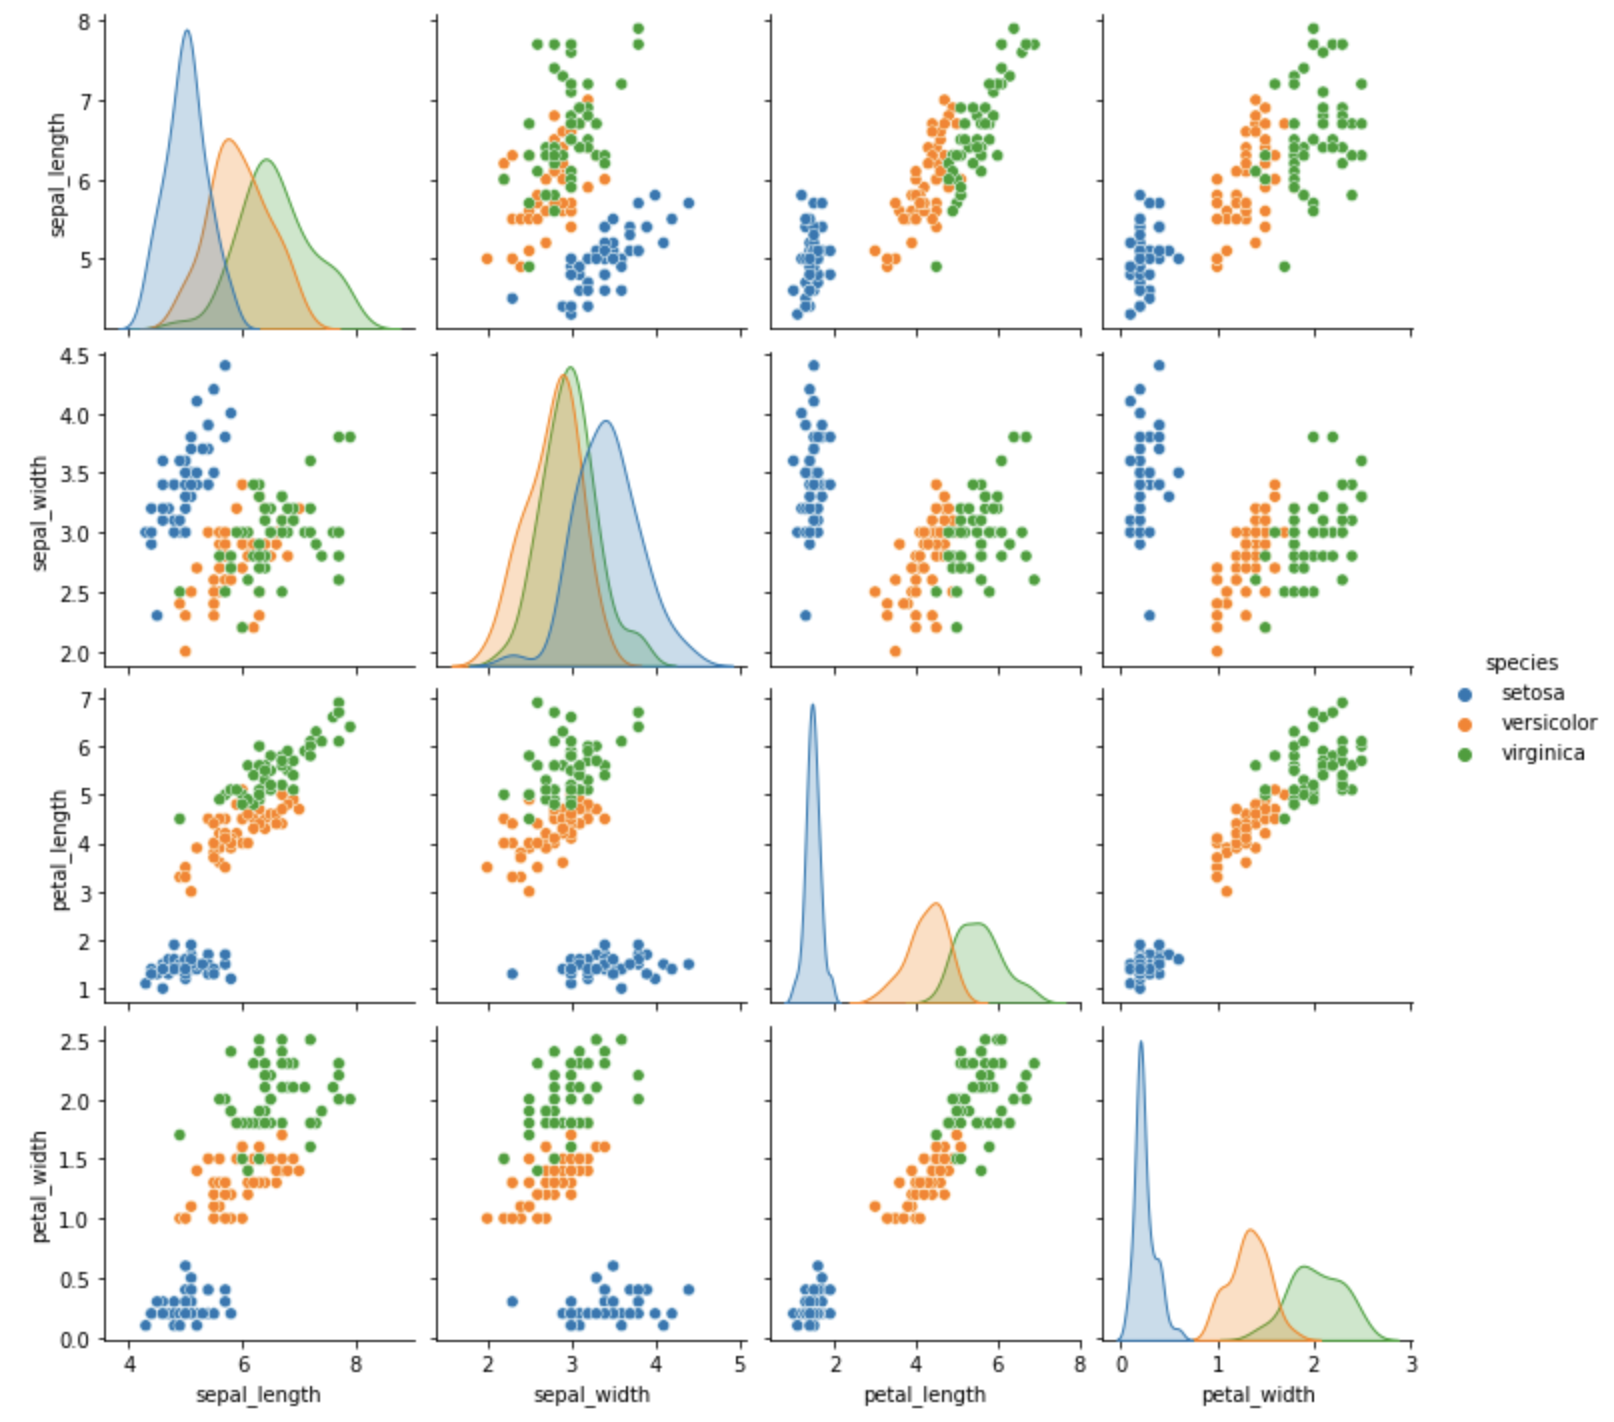 8
7
6
5
sepal_length
4.5
4.0
3.5
3.0
2.5
2.0
sepal_width
species
setosa
versicolor
virginica
7
6
5
4
3
2
1
petal_length
2.5
2.0
1.5
1.0
0.5
0.0
petal_width
4 6 8
2 3 4 5
2 4 6 8
0 1 2 3
sepal_length
sepal_width
petal_length
petal_width